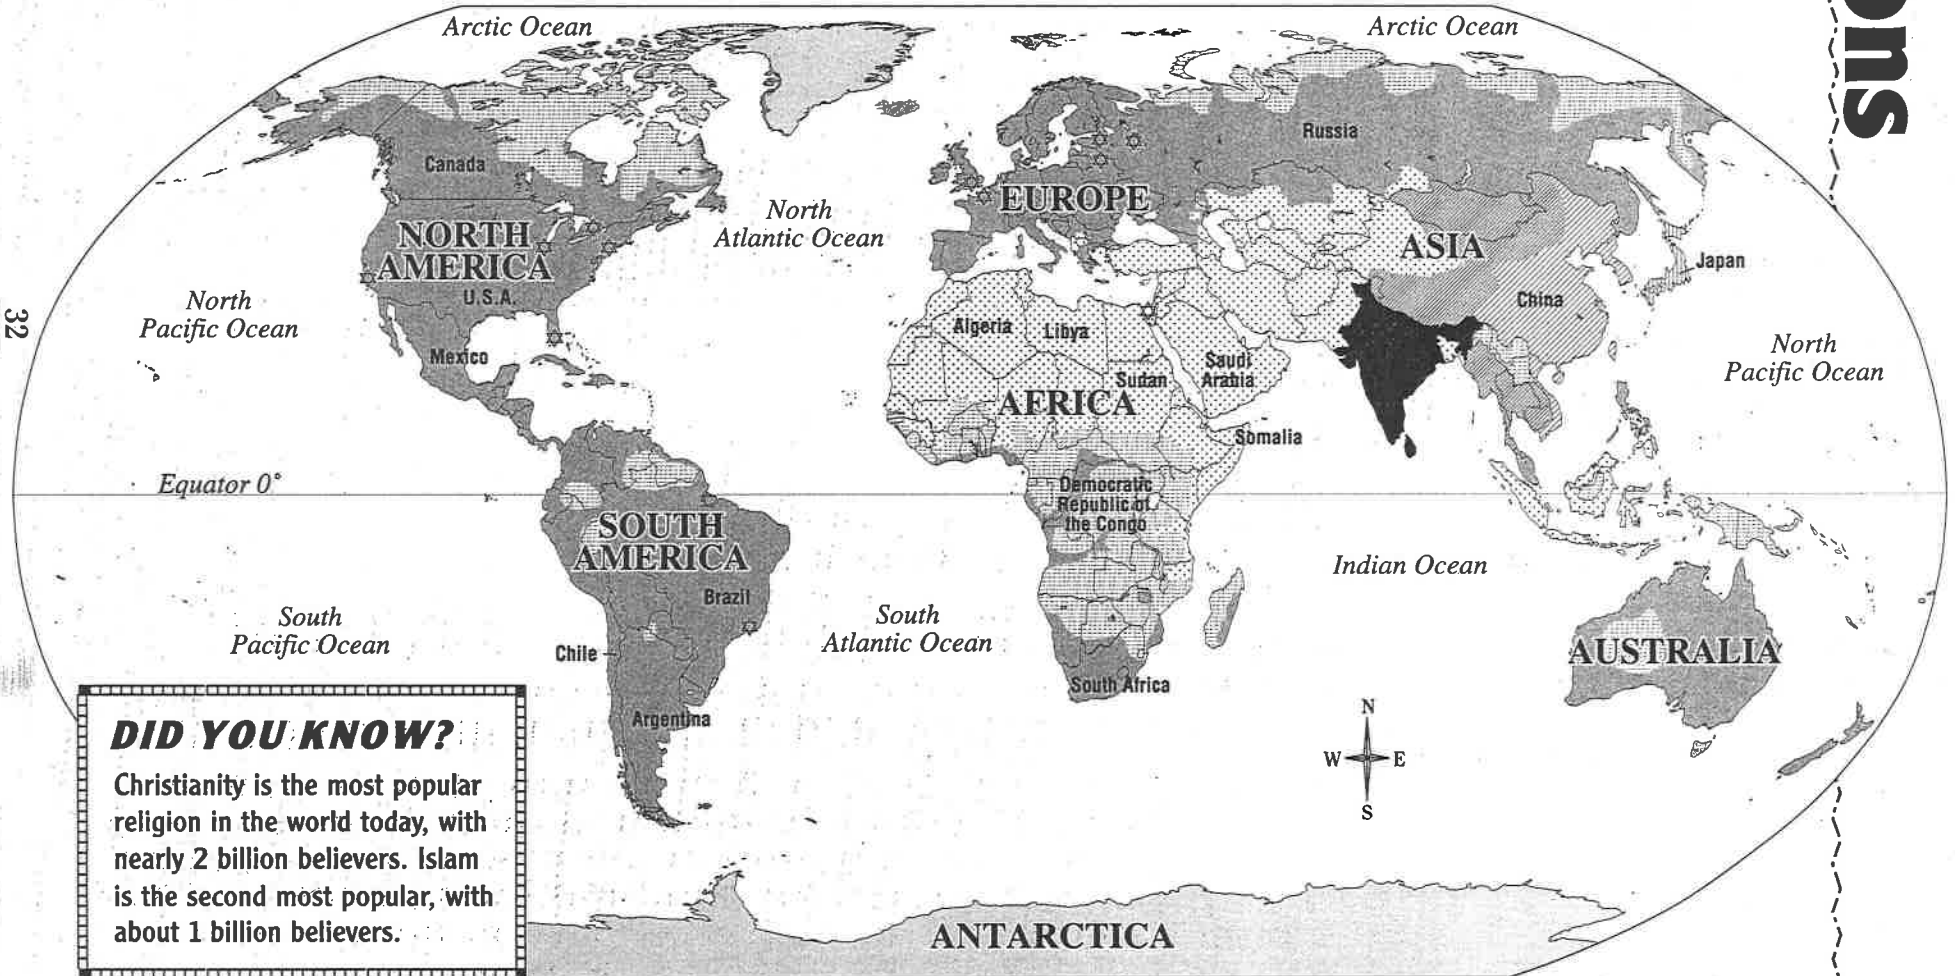 ons
Arctic Ocean
Arctic Ocean
Canada
Russia
North
Atlantic Ocean
EUROPE
NORTH
AMERICA
U.S.A.
ASIA
Japan
China
North
Pacific Ocean
32
Algeria
Libya
Mexico
Saudi
Arabia
Sudan
North
Pacific Ocean
AFRICA
Somalia
Equator 0°
Democratic
Republic of
the Congo
SOUTH
AMERICA
Indian Ocean
Brazil
South
Pacific Ocean
South
Atlantic Ocean
Chile
AUSTRALIA
South Africa
Argentina
N
W
E
S
DID YOU KNOW?
Christianity is the most popular
religion in the world today, with
nearly 2 billion believers. Islam
is the second most popular, with
about 1 billion believers.
ANTARCTICA